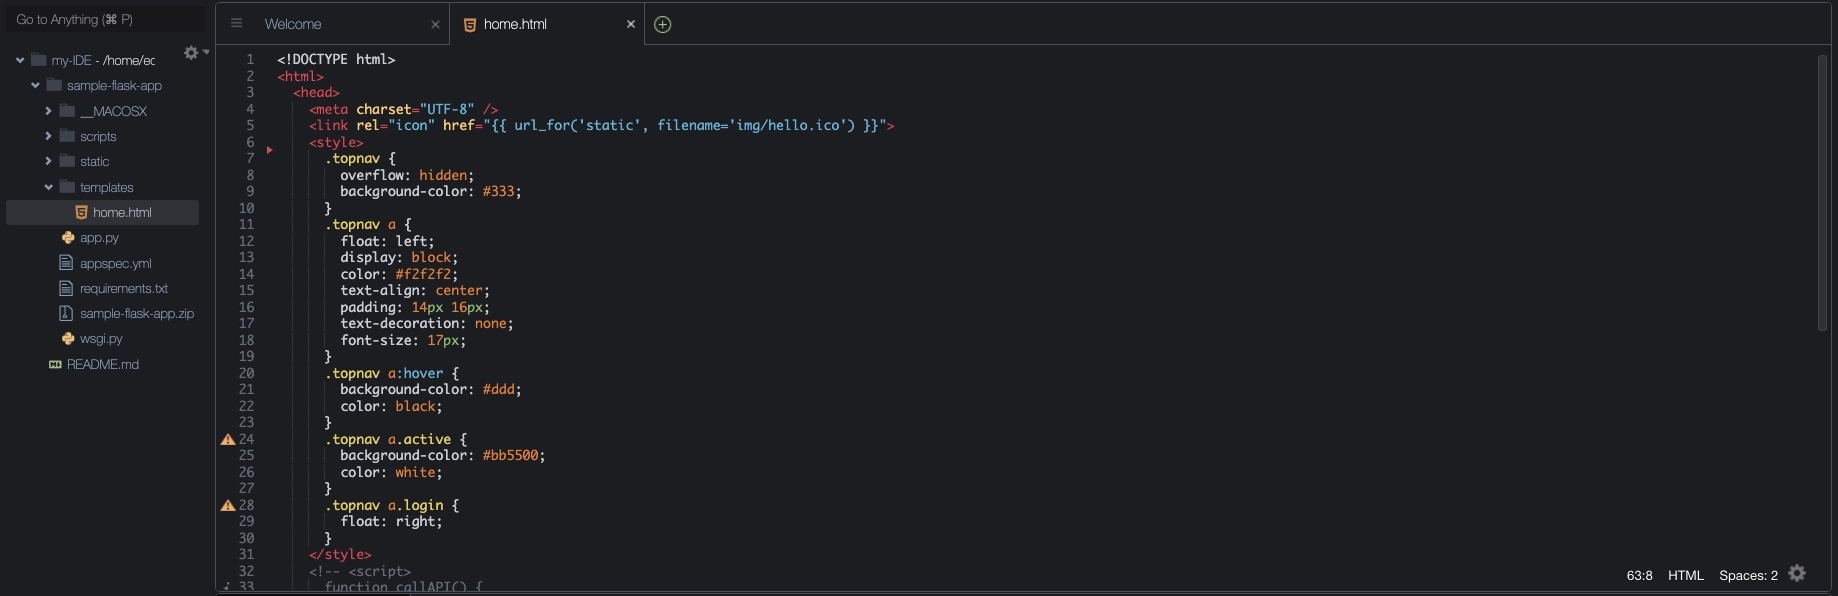 Go to Anything (⌘ P)
my-IDE - /home/ec
sample-flask-app
__MACOSX
scripts
static
templates
home.html
app.py
appspec.yml
requirements.txt
sample-flask-app.zip
wsgi.py
README.md
Welcome
home.html
1 <!DOCTYPE html>
2 <html>
3 <head>
4 <meta charset="UTF-8" />
5 <link rel="icon" href="{{ url_for('static', filename='img/hello.ico') }}">
6 <style>
7 .topnav {
8 overflow: hidden;
9 background-color: #333;
10 }
11 .topnav a {
12 float: left;
13 display: block;
14 color: #f2f2f2;
15 text-align: center;
16 padding: 14px 16px;
17 text-decoration: none;
18 font-size: 17px;
19 }
20 .topnav a:hover {
21 background-color: #ddd;
22 color: black;
23 }
24 .topnav a.active {
25 background-color: #bb5500;
26 color: white;
27 }
28 .topnav a.login {
29 float: right;
30 }
31 </style>
32 <!-- <script>
33 function callAPI() {
63:8 HTML Spaces: 2